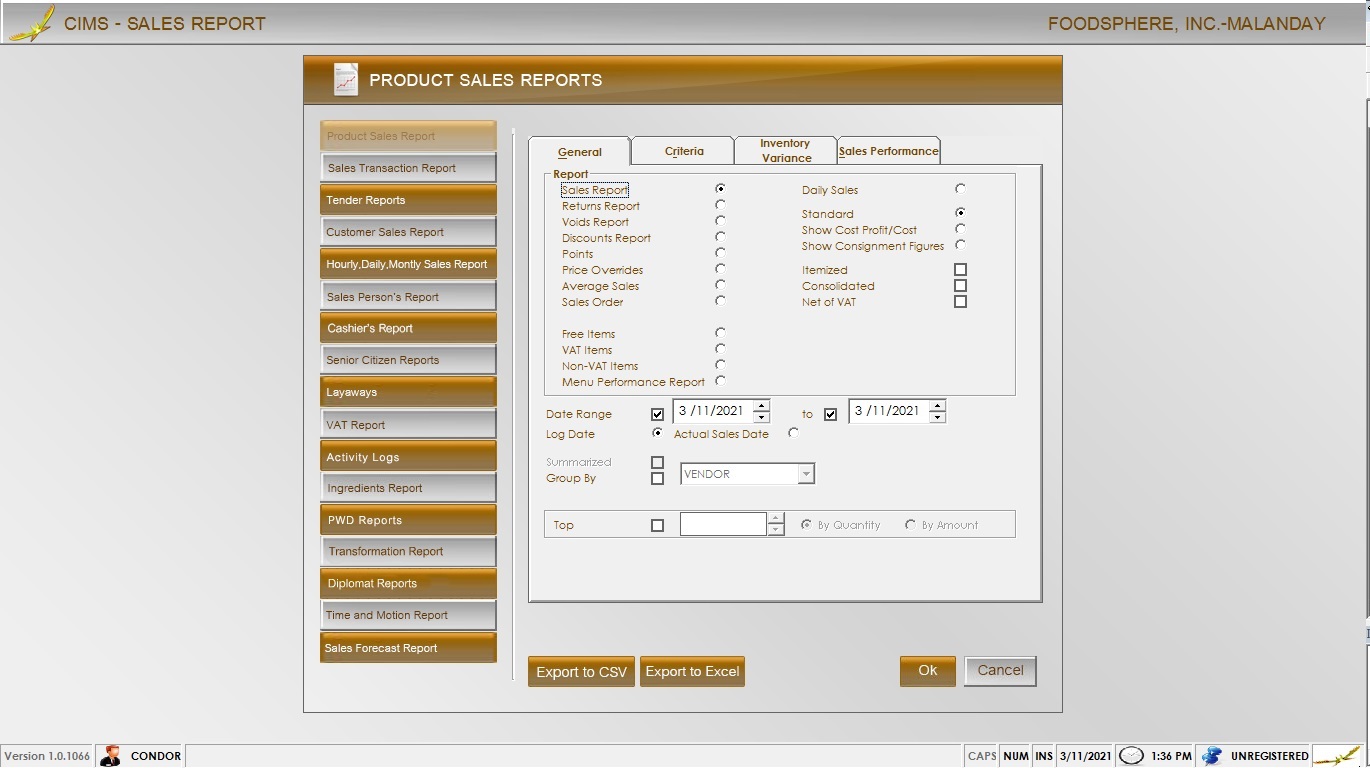 CIMS - SALES REPORT
FOODSPHERE, INC.-MALANDAY
PRODUCT SALES REPORTS
Product Sales Report
Sales Transaction Report
Tender Reports
Customer Sales Report
Hourly,Daily,Montly Sales Report
Sales Person's Report
Cashier's Report
Senior Citizen Reports
Layaways
VAT Report
Activity Logs
Ingredients Report
PWD Reports
Transformation Report
Diplomat Reports
Time and Motion Report
Sales Forecast Report
General
Criteria
Inventory
Variance
Sales Performance
Report
Sales Report
Returns Report
Voids Report
Discounts Report
Points
Price Overrides
Average Sales
Sales Order
Free Items
VAT Items
Non-VAT Items
Menu Performance Report
Daily Sales
Standard
Show Cost Profit/Cost
Show Consignment Figures
Itemized
Consolidated
Net of VAT
Date Range 3 /11/2021 to 3 /11/2021
Log Date Actual Sales Date
Summarized
Group By VENDOR
Top By Quantity By Amount
Export to CSV Export to Excel Ok Cancel
Version 1.0.1066 CONDOR CAPS NUM INS 3/11/2021 1:36 PM UNREGISTERED